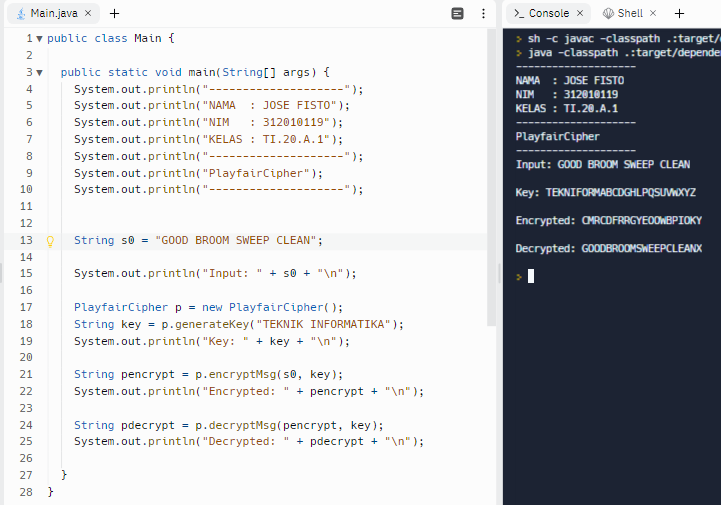 Main.java × +
1 public class Main {
2
3 public static void main(String[] args) {
4 System.out.println("--------------------");
5 System.out.println("NAMA  : JOSE FISTO");
6 System.out.println("NIM   : 312010119");
7 System.out.println("KELAS : TI.20.A.1");
8 System.out.println("--------------------");
9 System.out.println("PlayfairCipher");
10 System.out.println("--------------------");
11
12
13 String s0 = "GOOD BROOM SWEEP CLEAN";
14
15 System.out.println("Input: " + s0 + "\n");
16
17 PlayfairCipher p = new PlayfairCipher();
18 String key = p.generateKey("TEKNIK INFORMATIKA");
19 System.out.println("Key: " + key + "\n");
20
21 String pencrypt = p.encryptMsg(s0, key);
22 System.out.println("Encrypted: " + pencrypt + "\n");
23
24 String pdecrypt = p.decryptMsg(pencrypt, key);
25 System.out.println("Decrypted: " + pdecrypt + "\n");
26
27 }
28 }
>_ Console × Shell × +
> sh -c javac -classpath .:target/
> java -classpath .:target/depende
--------------------
NAMA  : JOSE FISTO
NIM   : 312010119
KELAS : TI.20.A.1
--------------------
PlayfairCipher
--------------------
Input: GOOD BROOM SWEEP CLEAN
Key: TEKNIFORMABCDGHLPQSUVWXYZ
Encrypted: CMRCDFRRGYEOOWBPIOKY
Decrypted: GOODBROOMSWEEPCLEANX
>